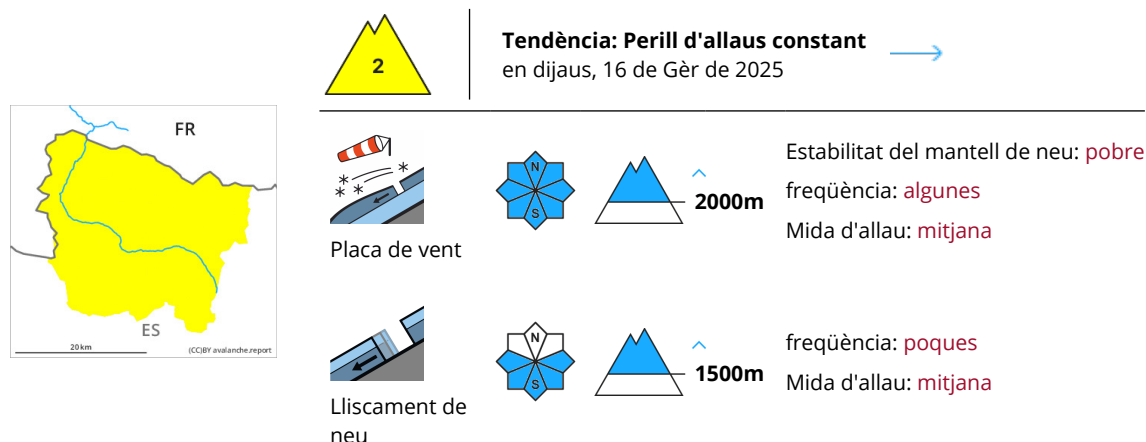 2
Tendència: Perill d'allaus constant
en dijaus, 16 de Gèr de 2025
FR
ES
20 km
(CC)BY avalanche.report
Placa de vent
N
S
2000m
Estabilitat del mantell de neu: pobre
freqüència: algunes
Mida d'allau: mitjana
Lliscament de
neu
N
S
1500m
freqüència: poques
Mida d'allau: mitjana